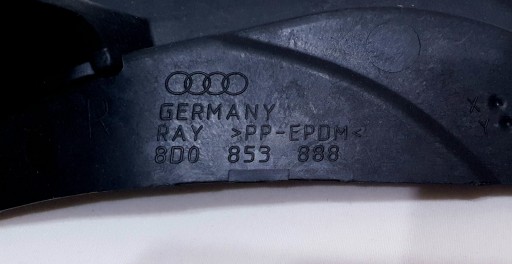 GERMANY
R
RAY >PP-EPDM<
8D0 853 888
X
Y